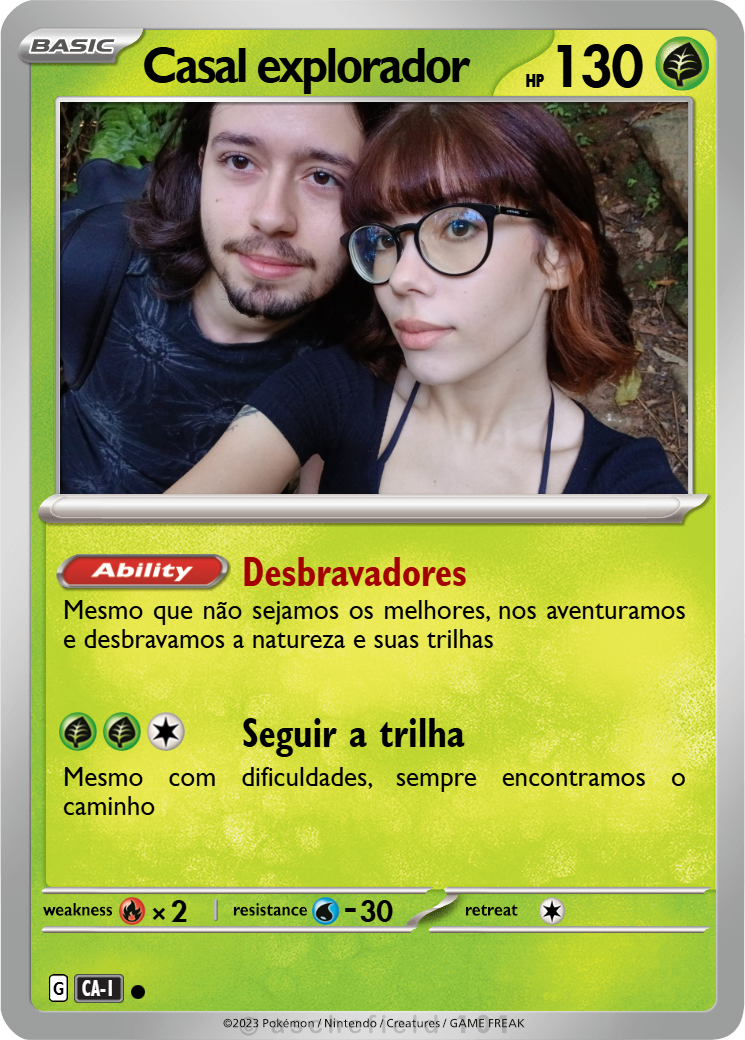 BASIC
Casal explorador
HP 130
Ability Desbravadores
Mesmo que não sejamos os melhores, nos aventuramos
e desbravamos a natureza e suas trilhas
Seguir a trilha
Mesmo com dificuldades, sempre encontramos o
caminho
weakness × 2 | resistance -30 retreat
G CA-I
©2023 Pokémon / Nintendo / Creatures / GAME FREAK